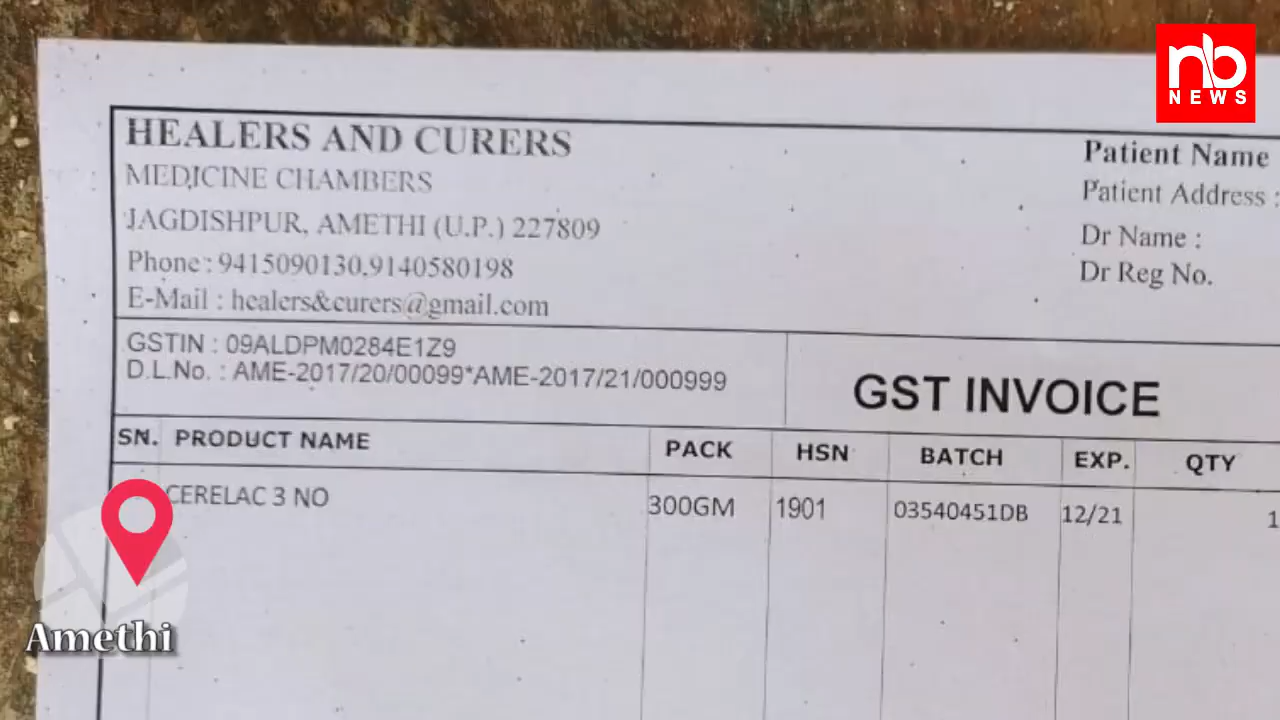 nb
NEWS
HEALERS AND CURERS
MEDICINE CHAMBERS
JAGDISHPUR, AMETHI (U.P.) 227809
Phone : 9415090130,9140580198
E-Mail : healers&curers@gmail.com
Patient Name
Patient Address :
Dr Name :
Dr Reg No.
GSTIN : 09ALDPM0284E1Z9
D.L.No. : AME-2017/20/00099*AME-2017/21/000999
GST INVOICE
SN. PRODUCT NAME PACK HSN BATCH EXP. QTY
CERELAC 3 NO 300GM 1901 03540451DB 12/21 1
Amethi